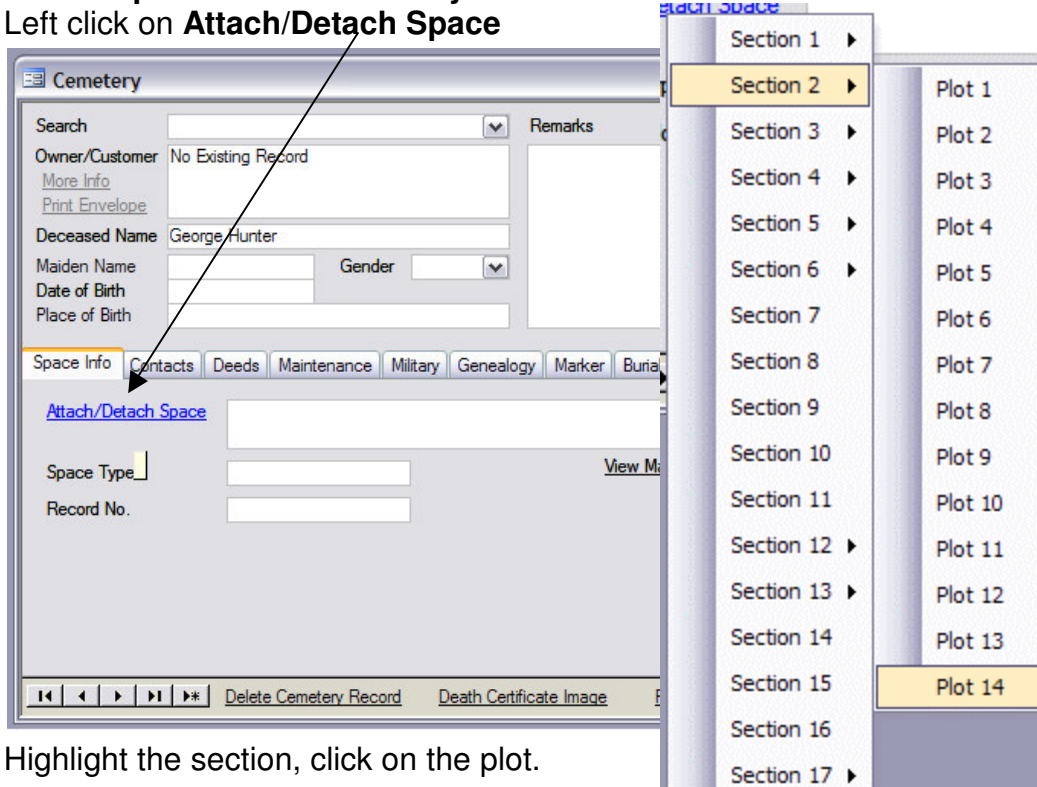 Left click on Attach/Detach Space
Cemetery
Search
Remarks
Owner/Customer No Existing Record
More Info
Print Envelope
Deceased Name George Hunter
Maiden Name Gender
Date of Birth
Place of Birth
Space Info Contacts Deeds Maintenance Military Genealogy Marker Burial
Attach/Detach Space
Space Type View
Record No.
Delete Cemetery Record Death Certificate Image
Highlight the section, click on the plot.
Space
Section 1
Section 2
Section 3
Section 4
Section 5
Section 6
Section 7
Section 8
Section 9
Section 10
Section 11
Section 12
Section 13
Section 14
Section 15
Section 16
Section 17
Plot 1
Plot 2
Plot 3
Plot 4
Plot 5
Plot 6
Plot 7
Plot 8
Plot 9
Plot 10
Plot 11
Plot 12
Plot 13
Plot 14